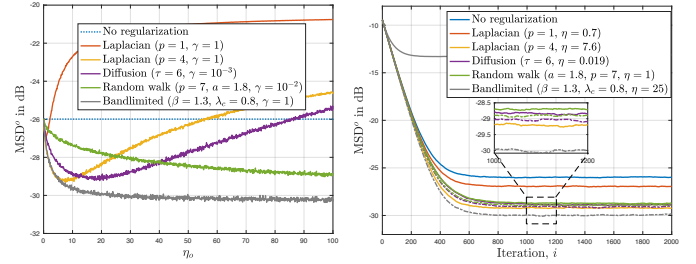 -20
-22
-24
-26
-28
-30
-32
MSDᵒ in dB
No regularization
Laplacian (p = 1, γ = 1)
Laplacian (p = 4, γ = 1)
Diffusion (τ = 6, γ = 10⁻³)
Random walk (p = 7, a = 1.8, γ = 10⁻²)
Bandlimited (β = 1.3, λc = 0.8, γ = 1)
0 10 20 30 40 50 60 70 80 90 100
ηₒ
-10
-15
-20
-25
-30
MSDᵒ in dB
No regularization
Laplacian (p = 1, η = 0.7)
Laplacian (p = 4, η = 7.6)
Diffusion (τ = 6, η = 0.019)
Random walk (a = 1.8, p = 7, η = 1)
Bandlimited (β = 1.3, λc = 0.8, η = 25)
-28.5
-29
-29.5
-30
1000 1200
0 200 400 600 800 1000 1200 1400 1600 1800 2000
Iteration, i